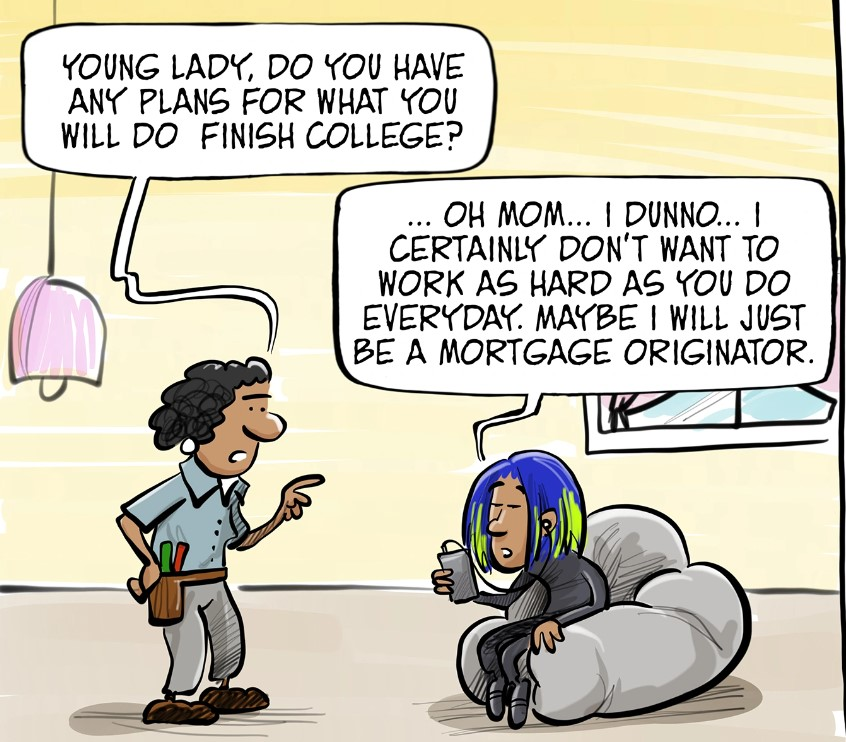 YOUNG LADY, DO YOU HAVE
ANY PLANS FOR WHAT YOU
WILL DO  FINISH COLLEGE?
... OH MOM... I DUNNO... I
CERTAINLY DON'T WANT TO
WORK AS HARD AS YOU DO
EVERYDAY. MAYBE I WILL JUST
BE A MORTGAGE ORIGINATOR.